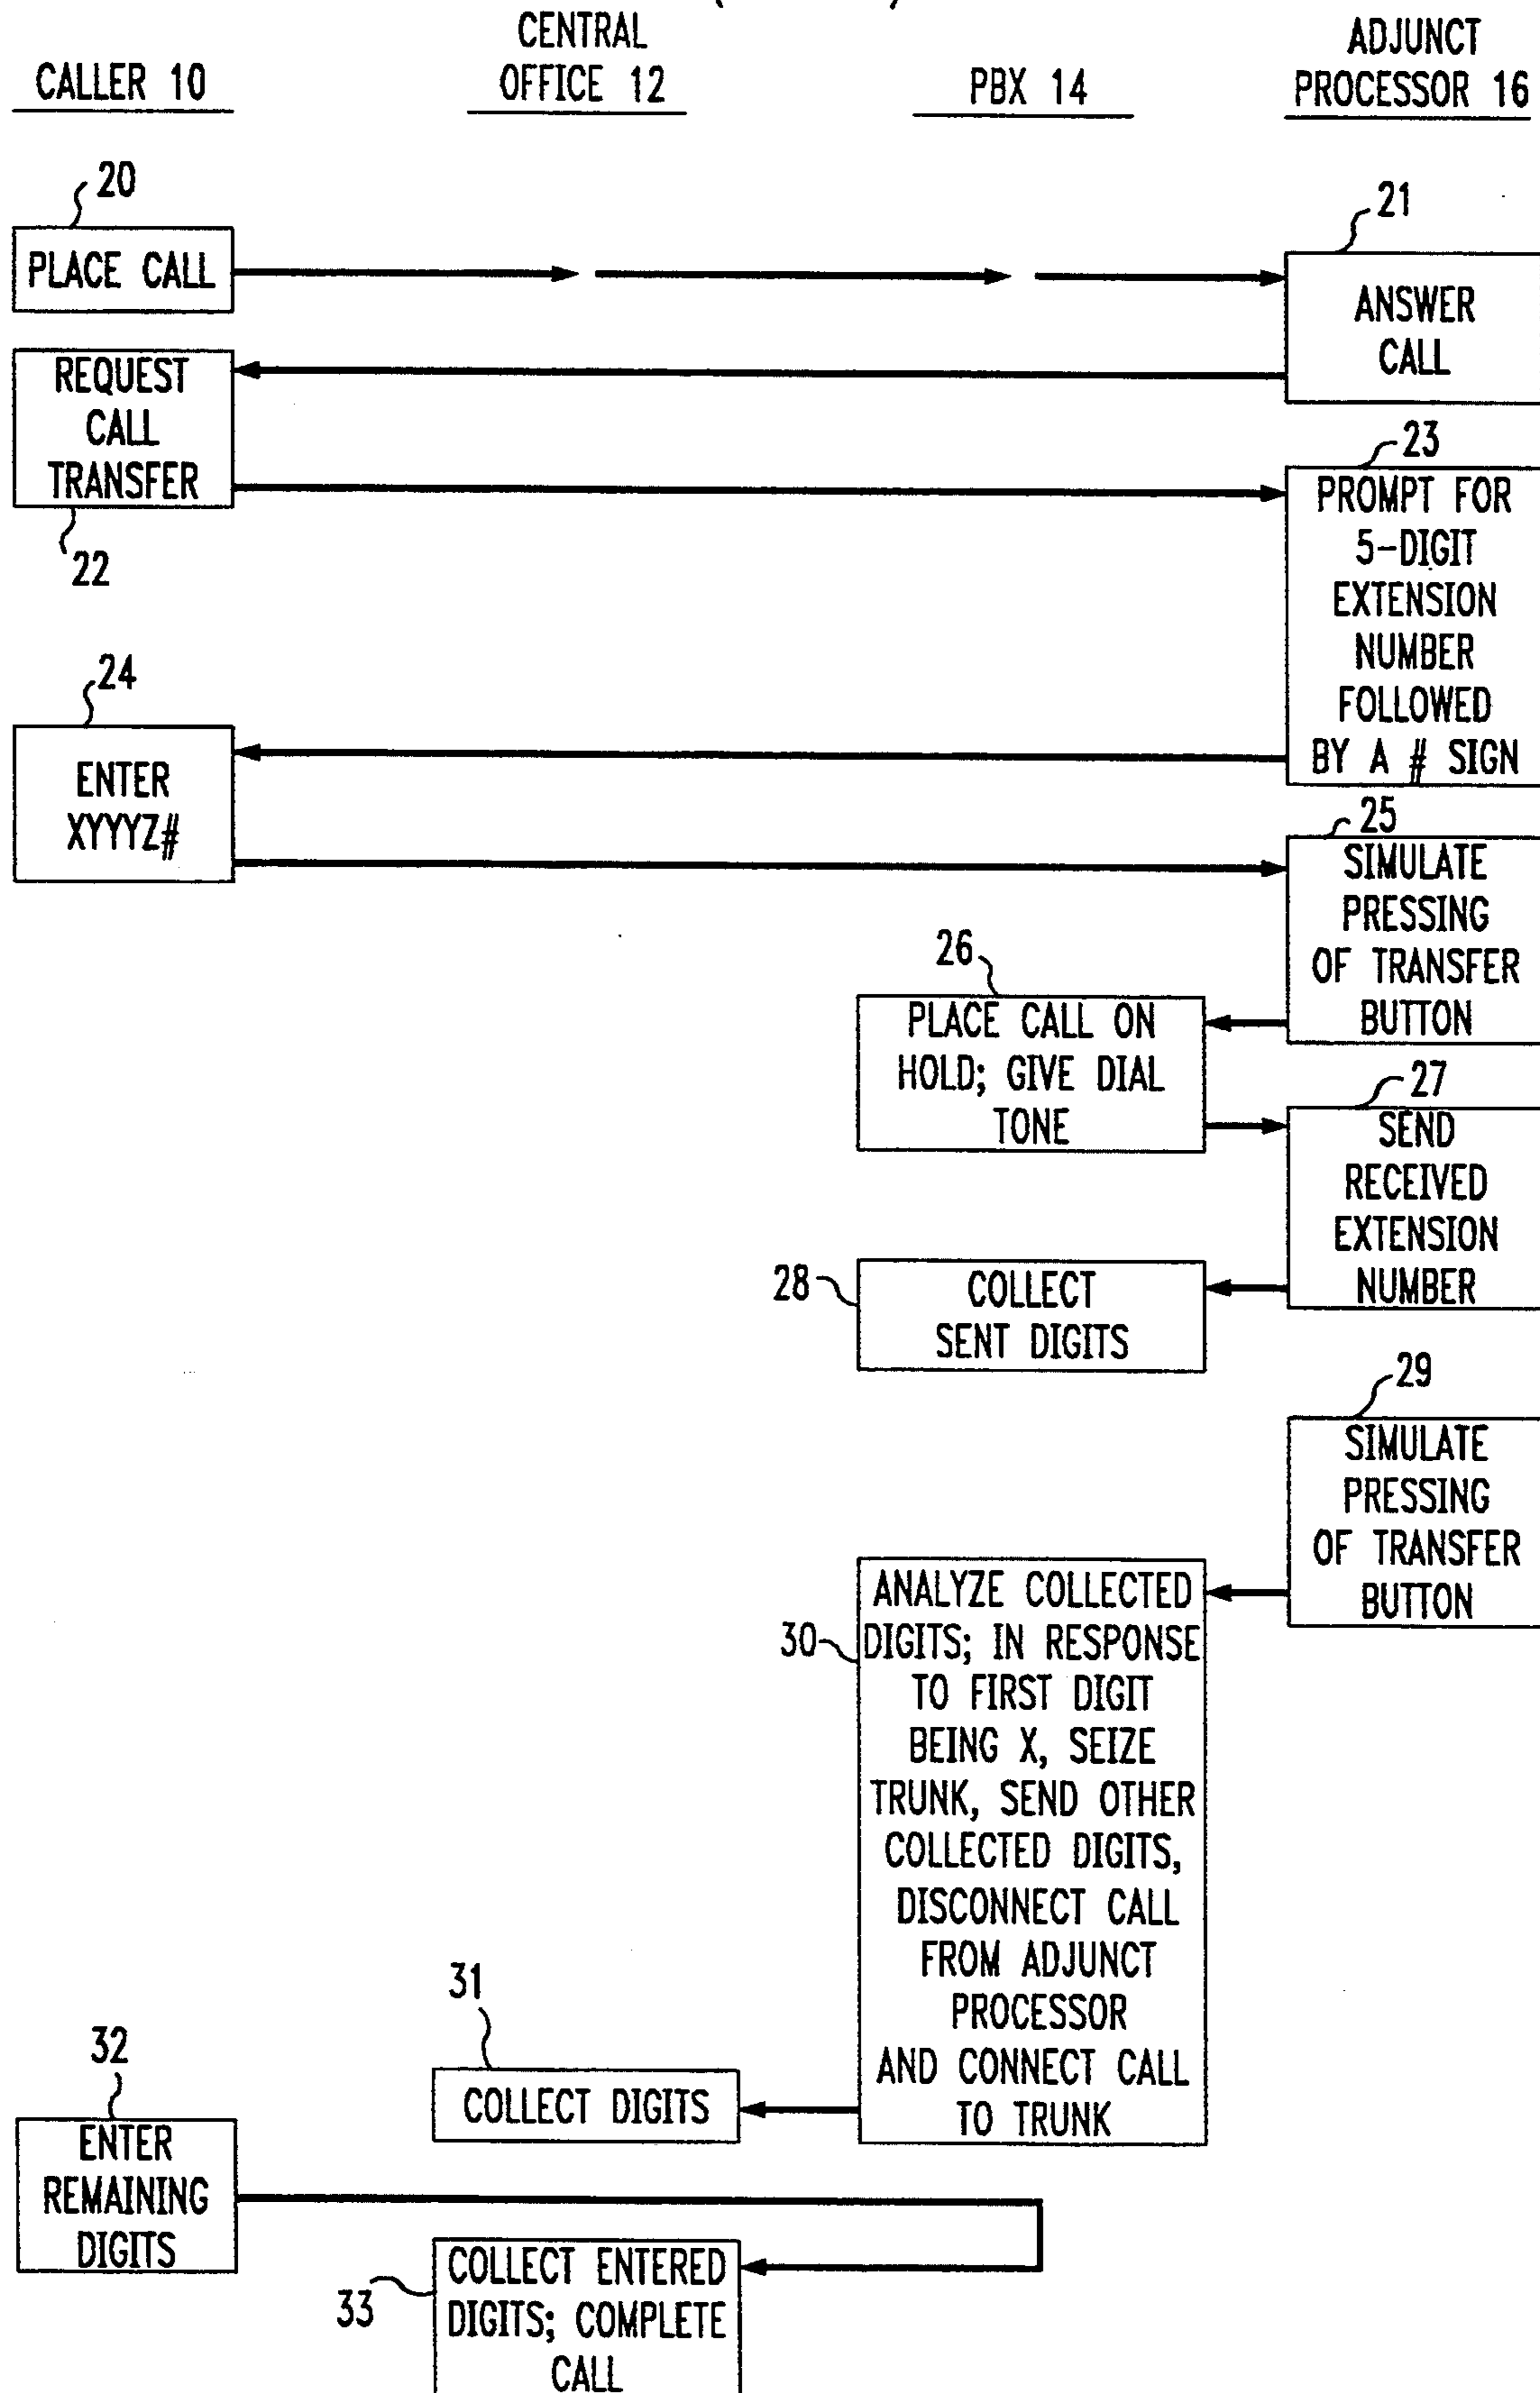 CALLER 10
CENTRAL
OFFICE 12
PBX 14
ADJUNCT
PROCESSOR 16
20
PLACE CALL
21
ANSWER
CALL
REQUEST
CALL
TRANSFER
22
23
PROMPT FOR
5-DIGIT
EXTENSION
NUMBER
FOLLOWED
BY A # SIGN
24
ENTER
XYYYZ#
25
SIMULATE
PRESSING
OF TRANSFER
BUTTON
26
PLACE CALL ON
HOLD; GIVE DIAL
TONE
27
SEND
RECEIVED
EXTENSION
NUMBER
28
COLLECT
SENT DIGITS
29
SIMULATE
PRESSING
OF TRANSFER
BUTTON
30
ANALYZE COLLECTED
DIGITS; IN RESPONSE
TO FIRST DIGIT
BEING X, SEIZE
TRUNK, SEND OTHER
COLLECTED DIGITS,
DISCONNECT CALL
FROM ADJUNCT
PROCESSOR
AND CONNECT CALL
TO TRUNK
31
COLLECT DIGITS
32
ENTER
REMAINING
DIGITS
33
COLLECT ENTERED
DIGITS; COMPLETE
CALL